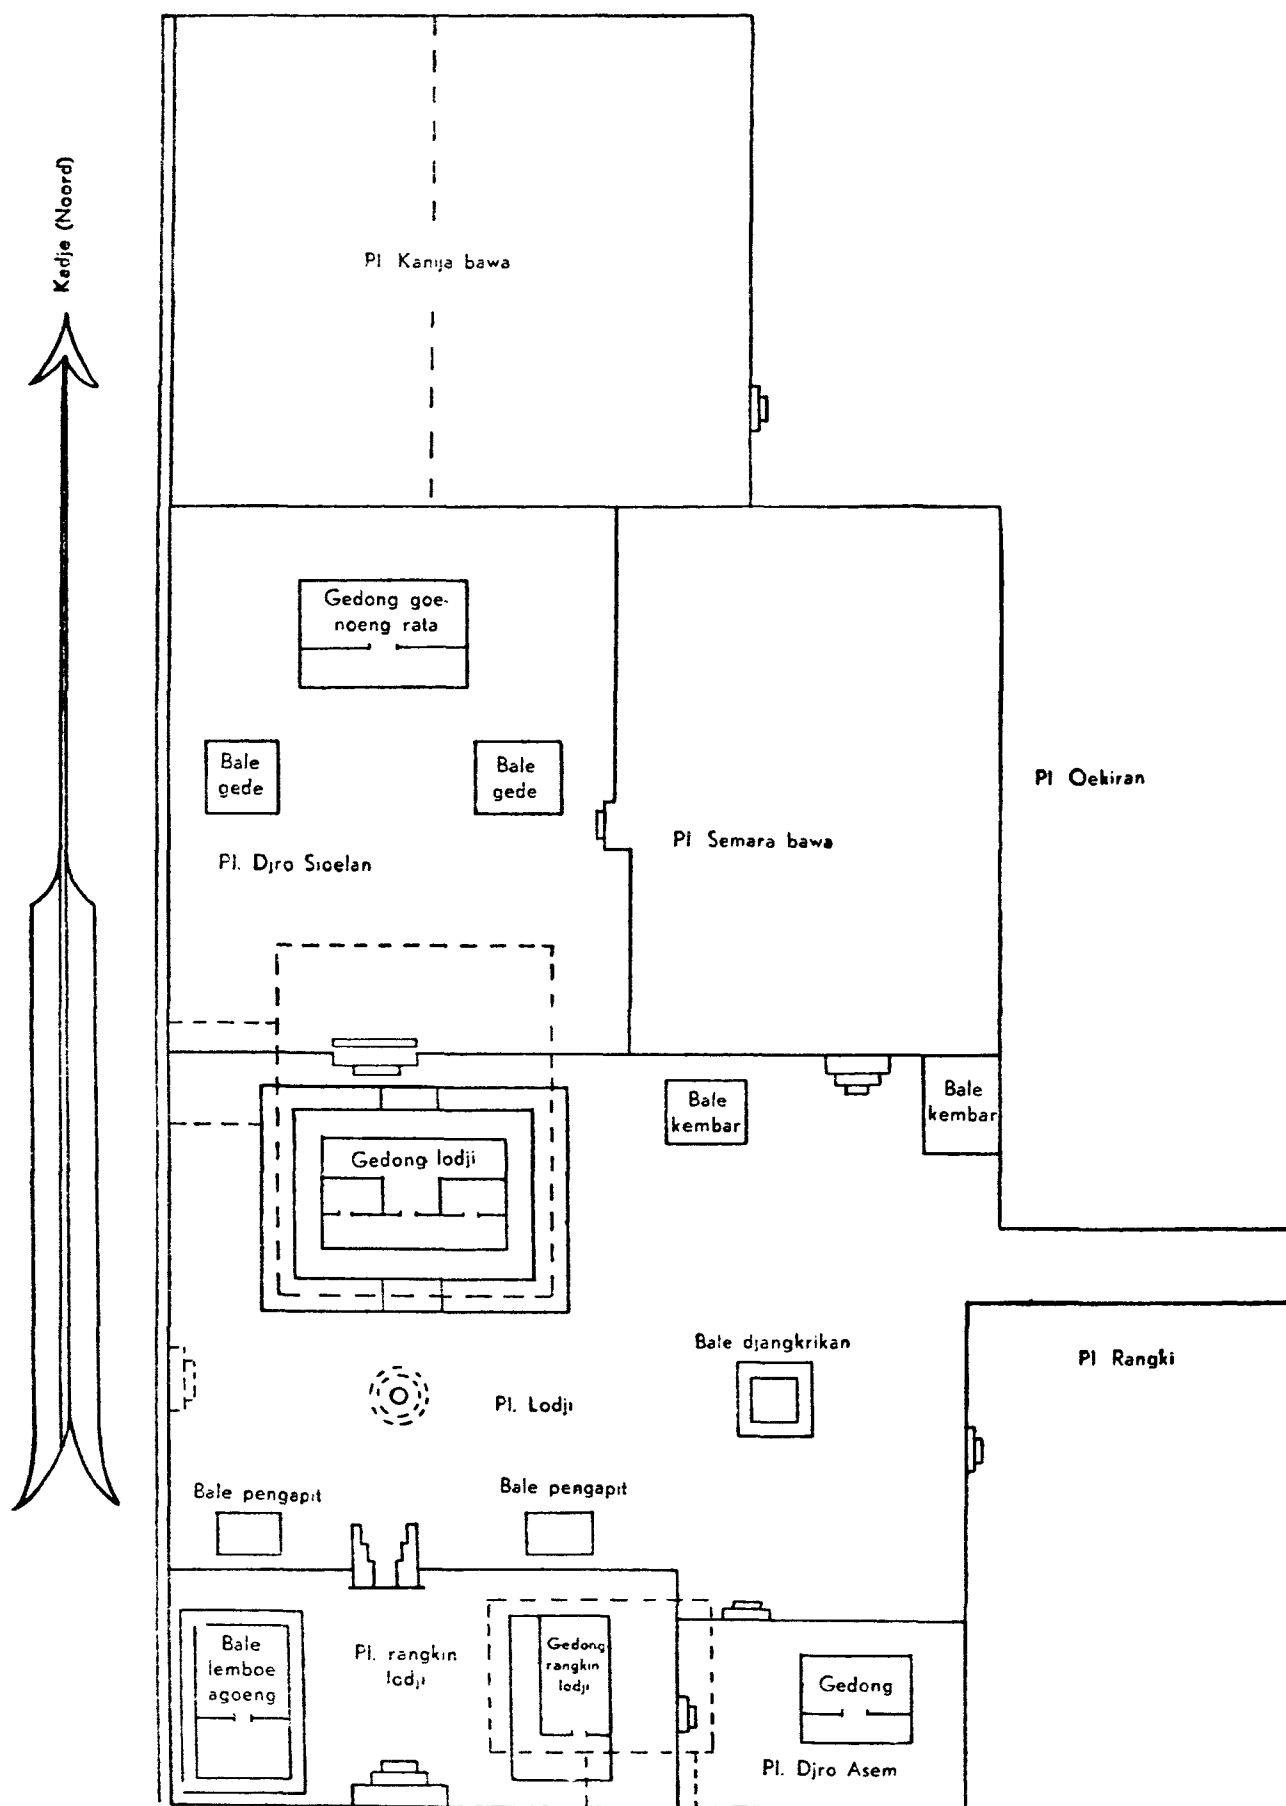 Kadje (Noord)
Pl Kanija bawa
Gedong goe-
noeng rata
Bale
gede
Bale
gede
Pl Oekiran
Pl Semara bawa
Pl. Djro Sioelan
Bale
kembar
Bale
kembar
Gedong lodji
Bale djangkrikan
Pl Rangki
Pl. Lodji
Bale pengapit
Bale pengapit
Bale
lemboe
agoeng
Pl. rangkin
lodji
Gedong
rangkin
lodji
Gedong
Pl. Djro Asem